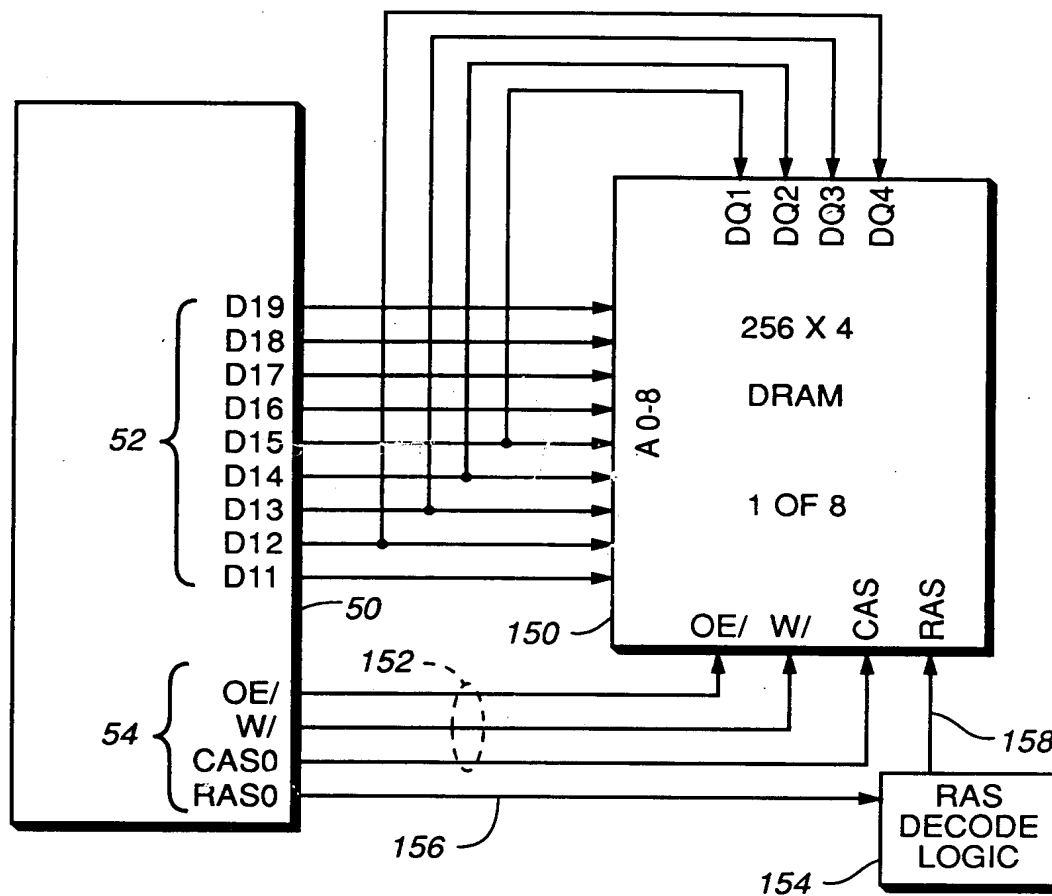 DQ1
DQ2
DQ3
DQ4
D19
D18
D17
D16
D15
D14
D13
D12
D11
52
A 0-8
256 X 4
DRAM
1 OF 8
50
150
OE/ W/ CAS RAS
152
54
OE/
W/
CAS0
RAS0
158
156
RAS
DECODE
LOGIC
154